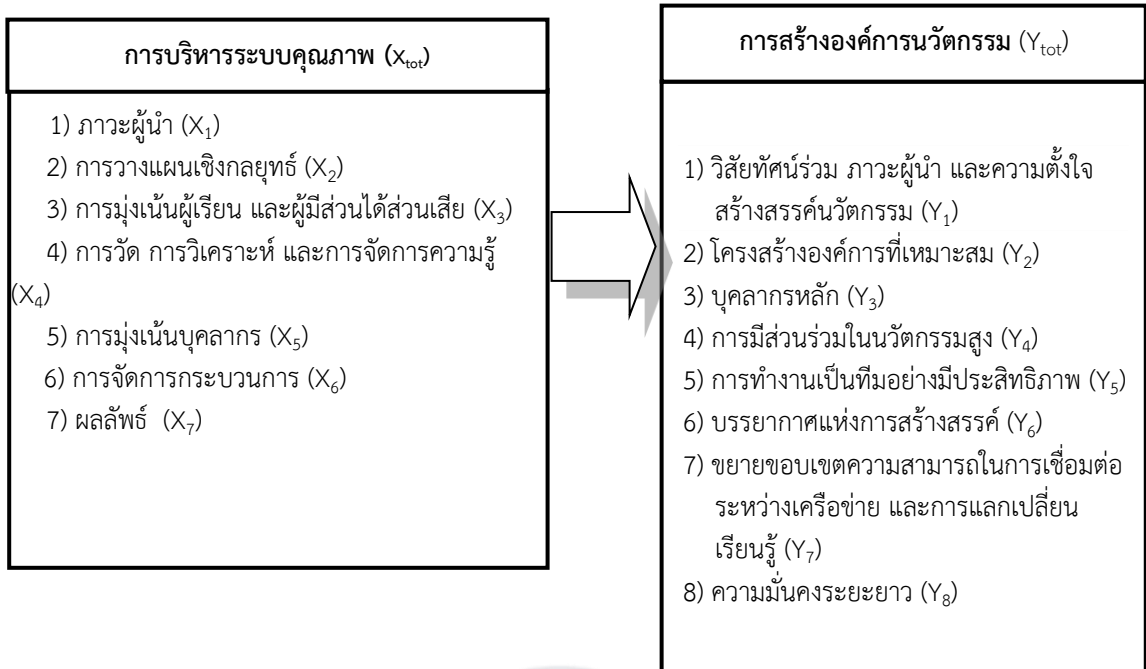 การบริหารระบบคุณภาพ (X_tot)
1) ภาวะผู้นำ (X₁)
2) การวางแผนเชิงกลยุทธ์ (X₂)
3) การมุ่งเน้นผู้เรียน และผู้มีส่วนได้ส่วนเสีย (X₃)
4) การวัด การวิเคราะห์ และการจัดการความรู้
(X₄)
5) การมุ่งเน้นบุคลากร (X₅)
6) การจัดการกระบวนการ (X₆)
7) ผลลัพธ์ (X₇)
การสร้างองค์การนวัตกรรม (Y_tot)
1) วิสัยทัศน์ร่วม ภาวะผู้นำ และความตั้งใจ
สร้างสรรค์นวัตกรรม (Y₁)
2) โครงสร้างองค์การที่เหมาะสม (Y₂)
3) บุคลากรหลัก (Y₃)
4) การมีส่วนร่วมในนวัตกรรมสูง (Y₄)
5) การทำงานเป็นทีมอย่างมีประสิทธิภาพ (Y₅)
6) บรรยากาศแห่งการสร้างสรรค์ (Y₆)
7) ขยายขอบเขตความสามารถในการเชื่อมต่อ
ระหว่างเครือข่าย และการแลกเปลี่ยน
เรียนรู้ (Y₇)
8) ความมั่นคงระยะยาว (Y₈)